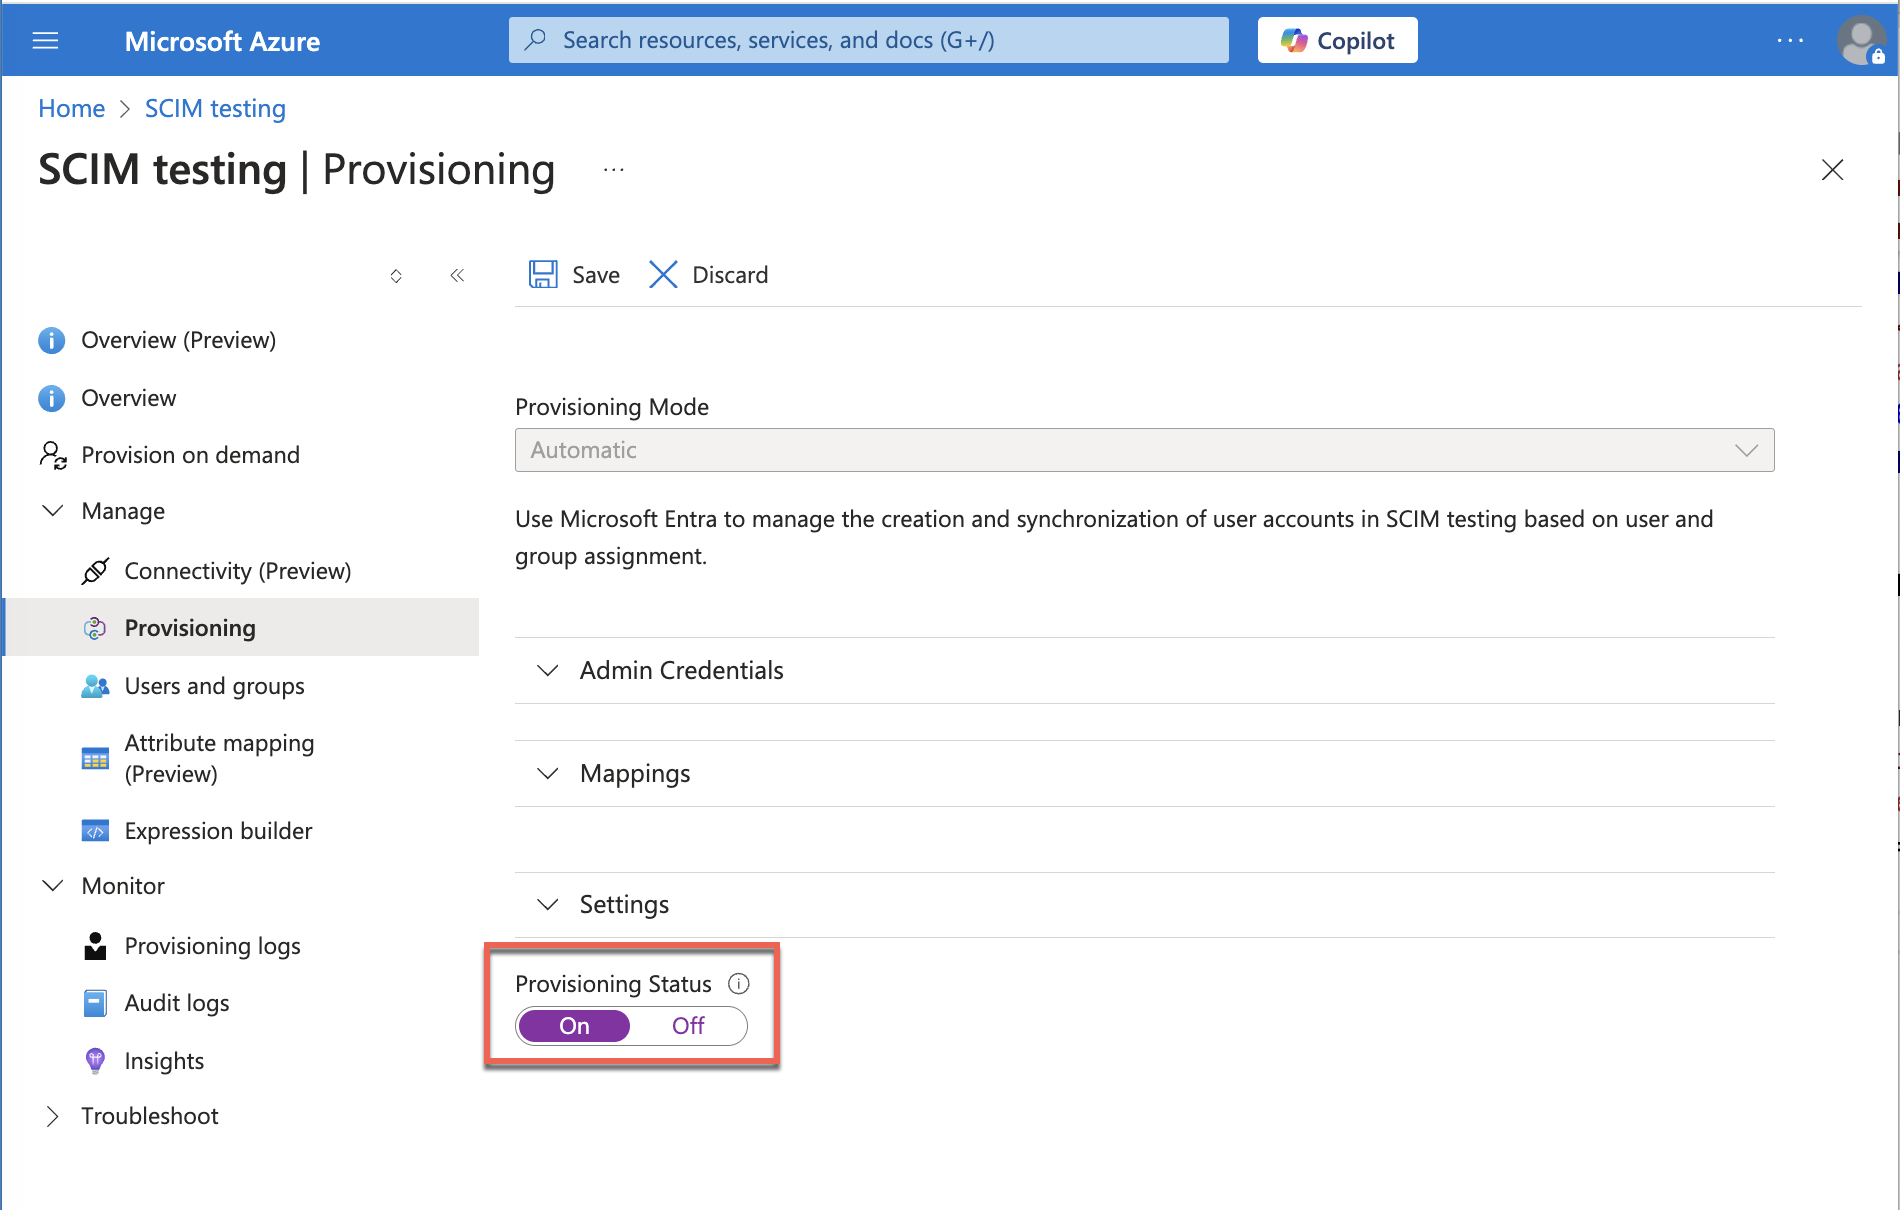 Microsoft Azure
Search resources, services, and docs (G+/)
Copilot
Home > SCIM testing
SCIM testing | Provisioning
Save
Discard
Overview (Preview)
Overview
Provision on demand
Manage
Connectivity (Preview)
Provisioning
Users and groups
Attribute mapping
(Preview)
Expression builder
Monitor
Provisioning logs
Audit logs
Insights
Troubleshoot
Provisioning Mode
Automatic
Use Microsoft Entra to manage the creation and synchronization of user accounts in SCIM testing based on user and
group assignment.
Admin Credentials
Mappings
Settings
Provisioning Status
On Off